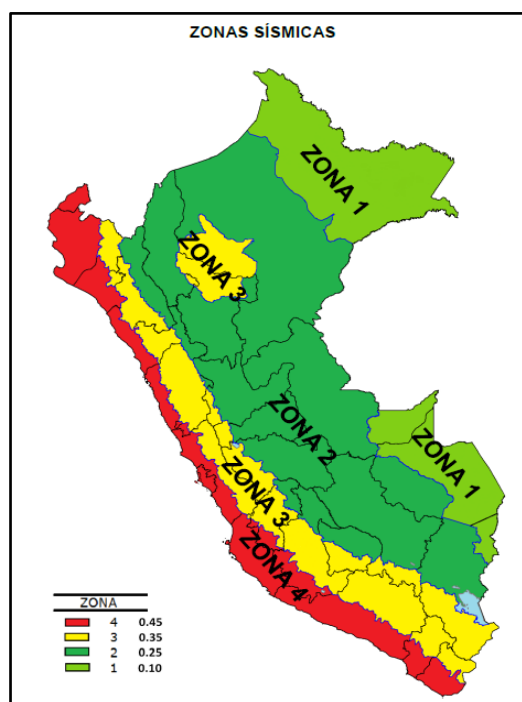 ZONAS SÍSMICAS
ZONA 1
ZONA 3
ZONA 2
ZONA 1
ZONA 3
ZONA 4
ZONA
4 0.45
3 0.35
2 0.25
1 0.10